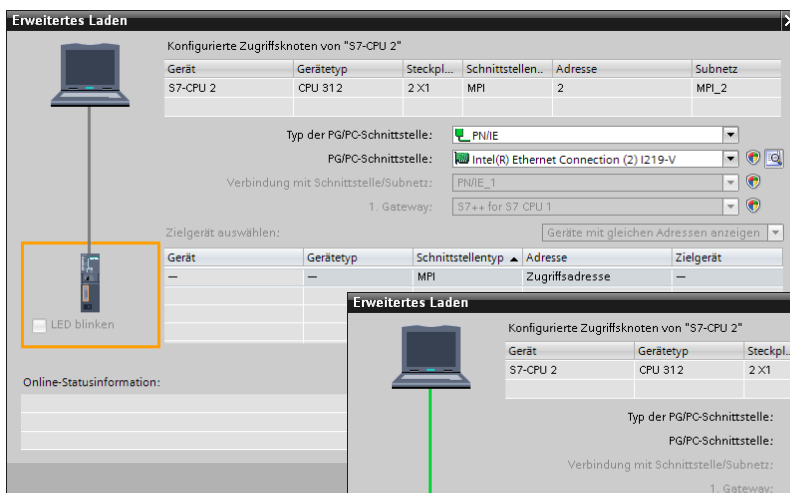 Erweitertes Laden
Konfigurierte Zugriffsknoten von "S7-CPU 2"
Gerät Gerätetyp Steckpl... Schnittstellen.. Adresse Subnetz
S7-CPU 2 CPU 312 2 X1 MPI 2 MPI_2
Typ der PG/PC-Schnittstelle: PN/IE
PG/PC-Schnittstelle: Intel(R) Ethernet Connection (2) I219-V
Verbindung mit Schnittstelle/Subnetz: PN/IE_1
1. Gateway: S7++ for S7 CPU 1
Zielgerät auswählen: Geräte mit gleichen Adressen anzeigen
Gerät Gerätetyp Schnittstellentyp Adresse Zielgerät
— — MPI Zugriffsadresse —
LED blinken
Online-Statusinformation:
Erweitertes Laden
Konfigurierte Zugriffsknoten von "S7-CPU 2"
Gerät Gerätetyp Steckpl..
S7-CPU 2 CPU 312 2 X1
Typ der PG/PC-Schnittstelle:
PG/PC-Schnittstelle:
Verbindung mit Schnittstelle/Subnetz:
1. Gateway: